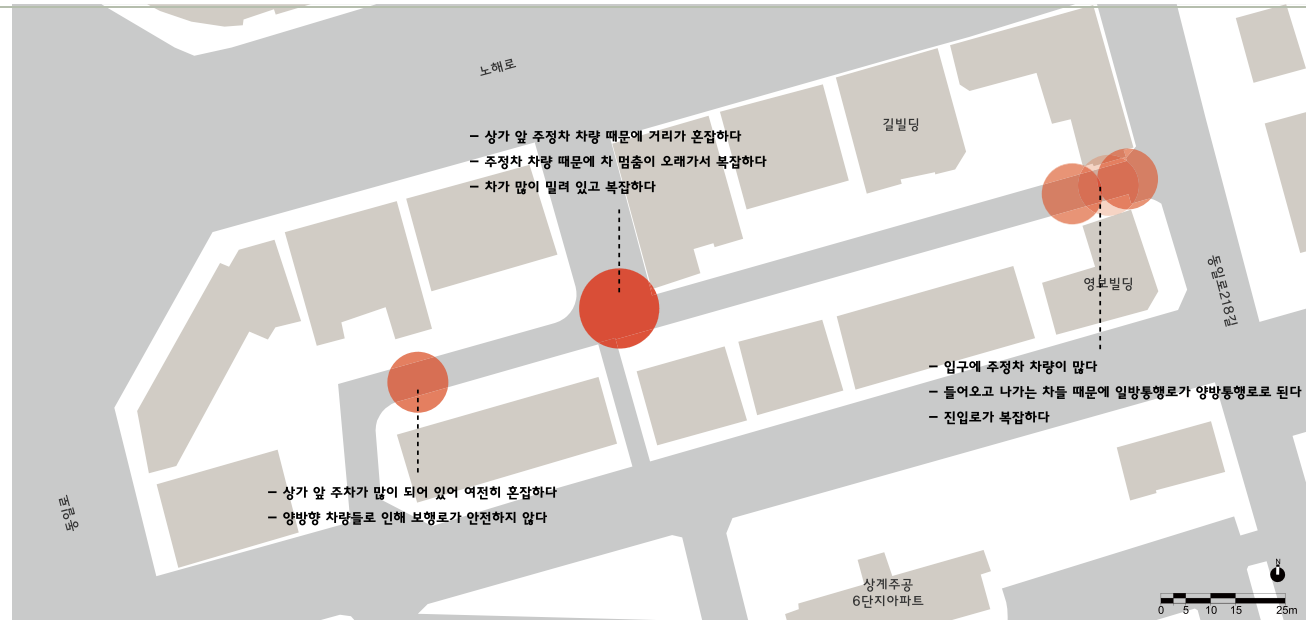 노해로
– 상가 앞 주정차 차량 때문에 거리가 혼잡하다
– 주정차 차량 때문에 차 멈춤이 오래가서 복잡하다
– 차가 많이 밀려 있고 복잡하다
길빌딩
영보빌딩
동일로218길
– 입구에 주정차 차량이 많다
– 들어오고 나가는 차들 때문에 일방통행로가 양방통행로로 된다
– 진입로가 복잡하다
– 상가 앞 주차가 많이 되어 있어 여전히 혼잡하다
– 양방향 차량들로 인해 보행로가 안전하지 않다
동일로
상계주공
6단지아파트
N
0 5 10 15 25m